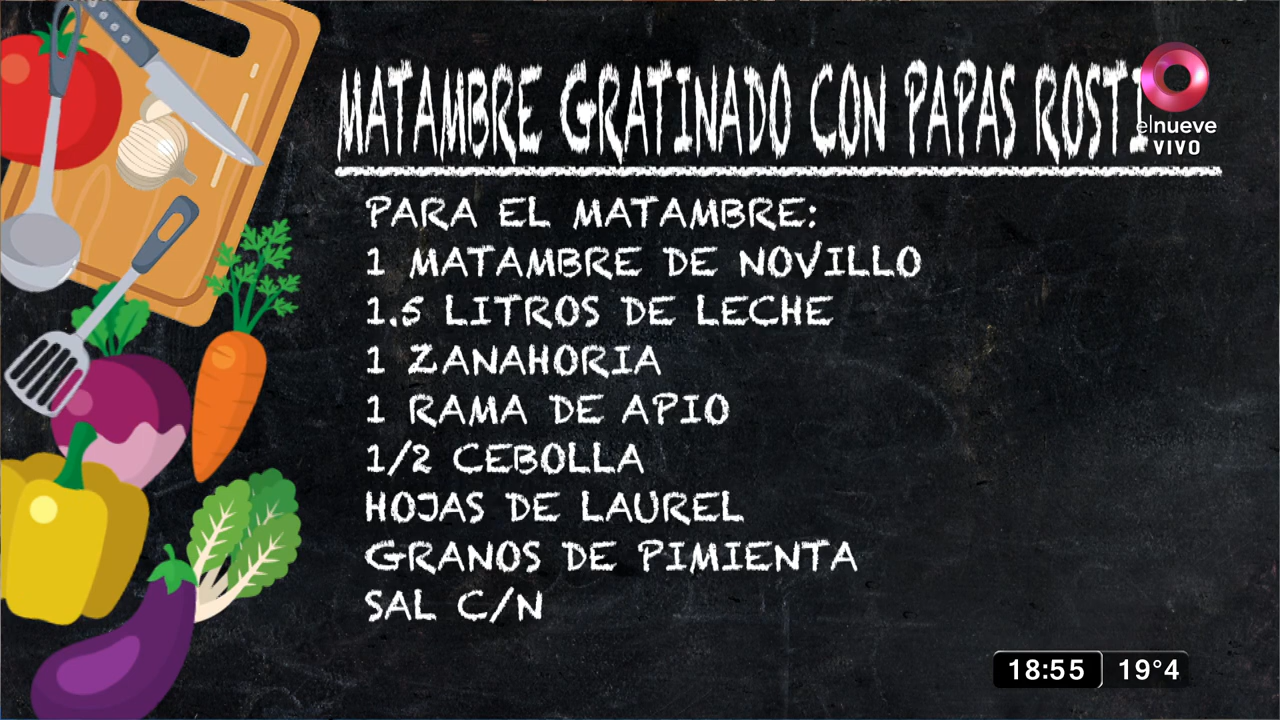 MATAMBRE GRATINADO CON PAPAS ROSTI
elnueve
VIVO
PARA EL MATAMBRE:
1 MATAMBRE DE NOVILLO
1.5 LITROS DE LECHE
1 ZANAHORIA
1 RAMA DE APIO
1/2 CEBOLLA
HOJAS DE LAUREL
GRANOS DE PIMIENTA
SAL C/N
18:55 19°4